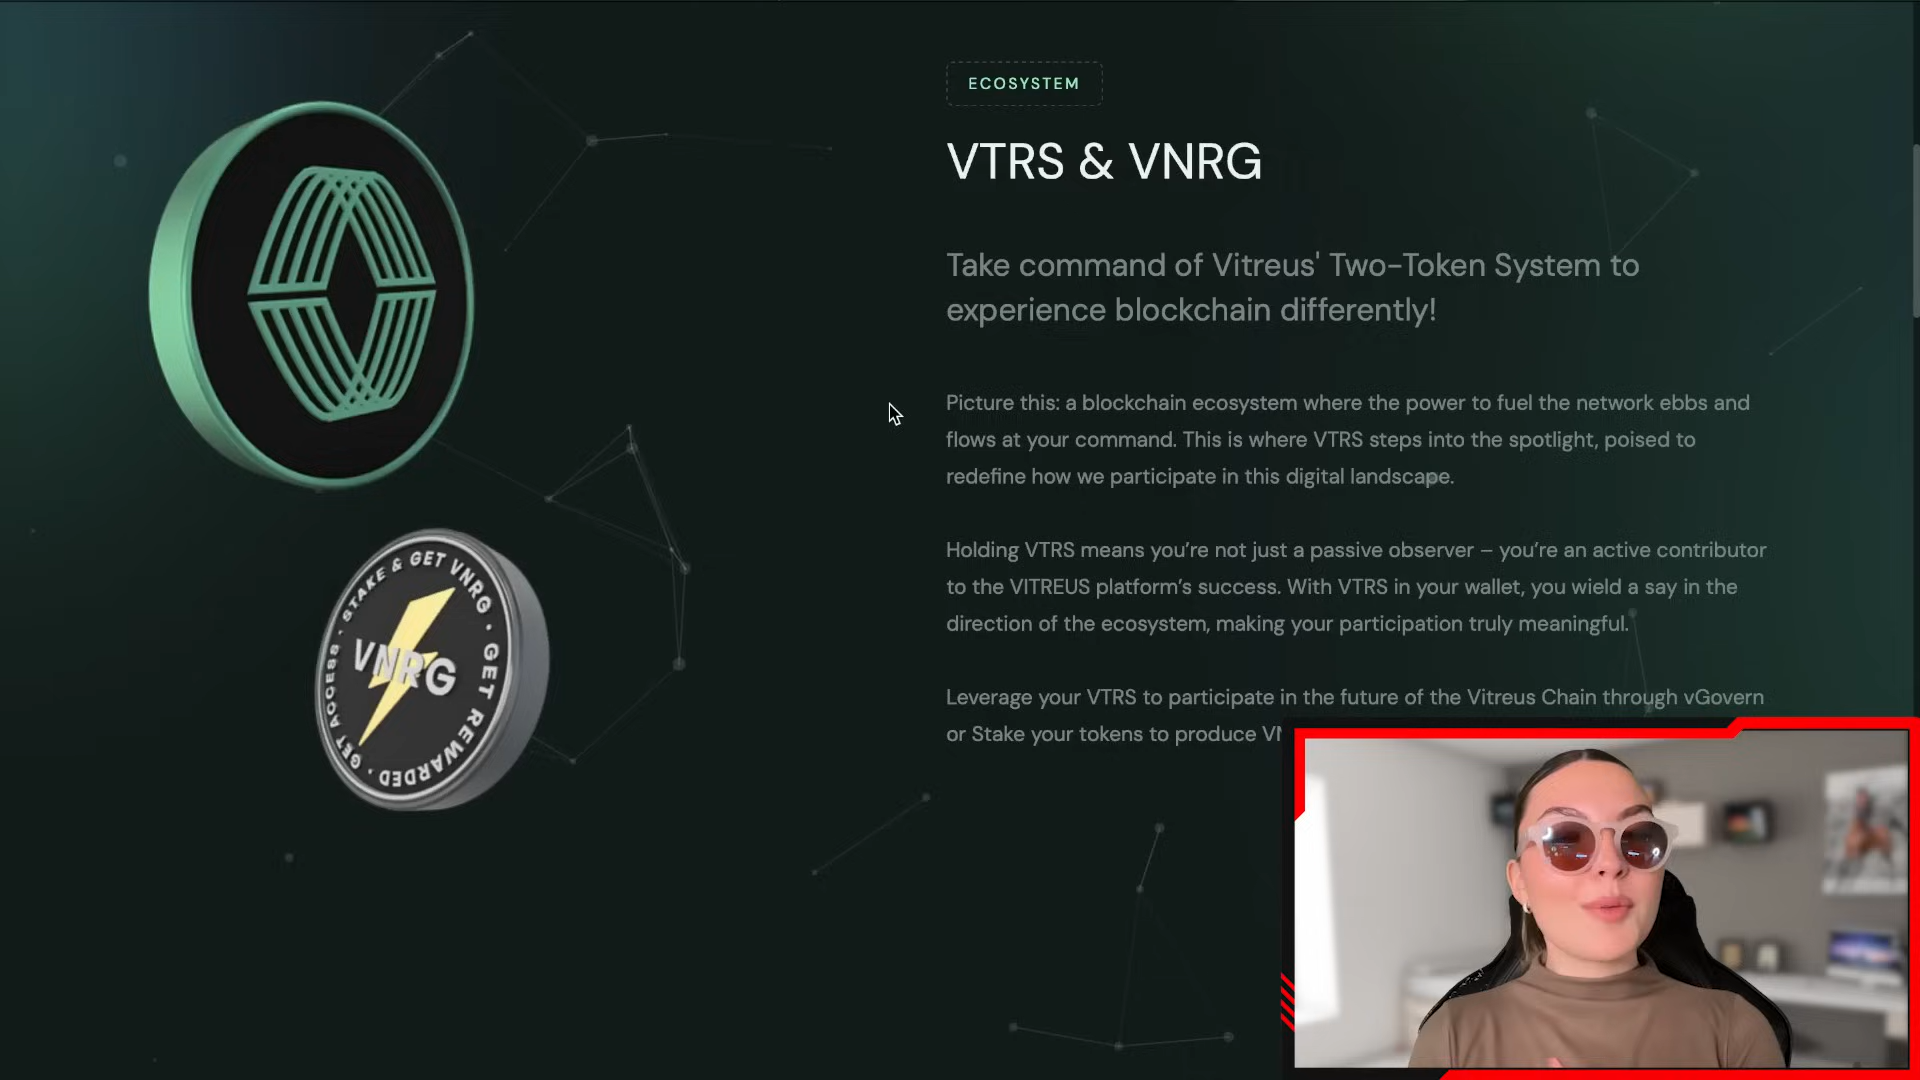 ECOSYSTEM
VTRS & VNRG
Take command of Vitreus' Two-Token System to
experience blockchain differently!
Picture this: a blockchain ecosystem where the power to fuel the network ebbs and
flows at your command. This is where VTRS steps into the spotlight, poised to
redefine how we participate in this digital landscape.
Holding VTRS means you’re not just a passive observer – you’re an active contributor
to the VITREUS platform’s success. With VTRS in your wallet, you wield a say in the
direction of the ecosystem, making your participation truly meaningful.
Leverage your VTRS to participate in the future of the Vitreus Chain through vGovern
or Stake your tokens to produce
STAKE & GET VNRG · GET REWARDED · GET ACCESS ·
VNRG